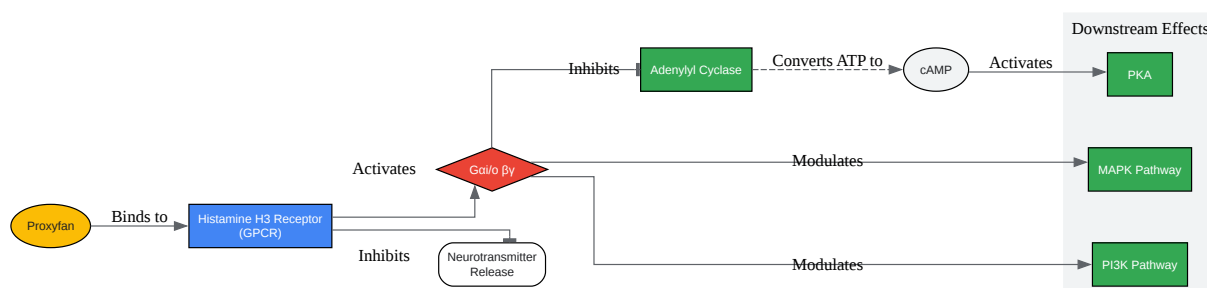 Downstream Effects
Inhibits
Adenylyl Cyclase
Converts ATP to
cAMP
Activates
PKA
Activates
Gαi/o βγ
Modulates
MAPK Pathway
Proxyfan
Binds to
Histamine H3 Receptor
(GPCR)
Inhibits
Neurotransmitter
Release
Modulates
PI3K Pathway